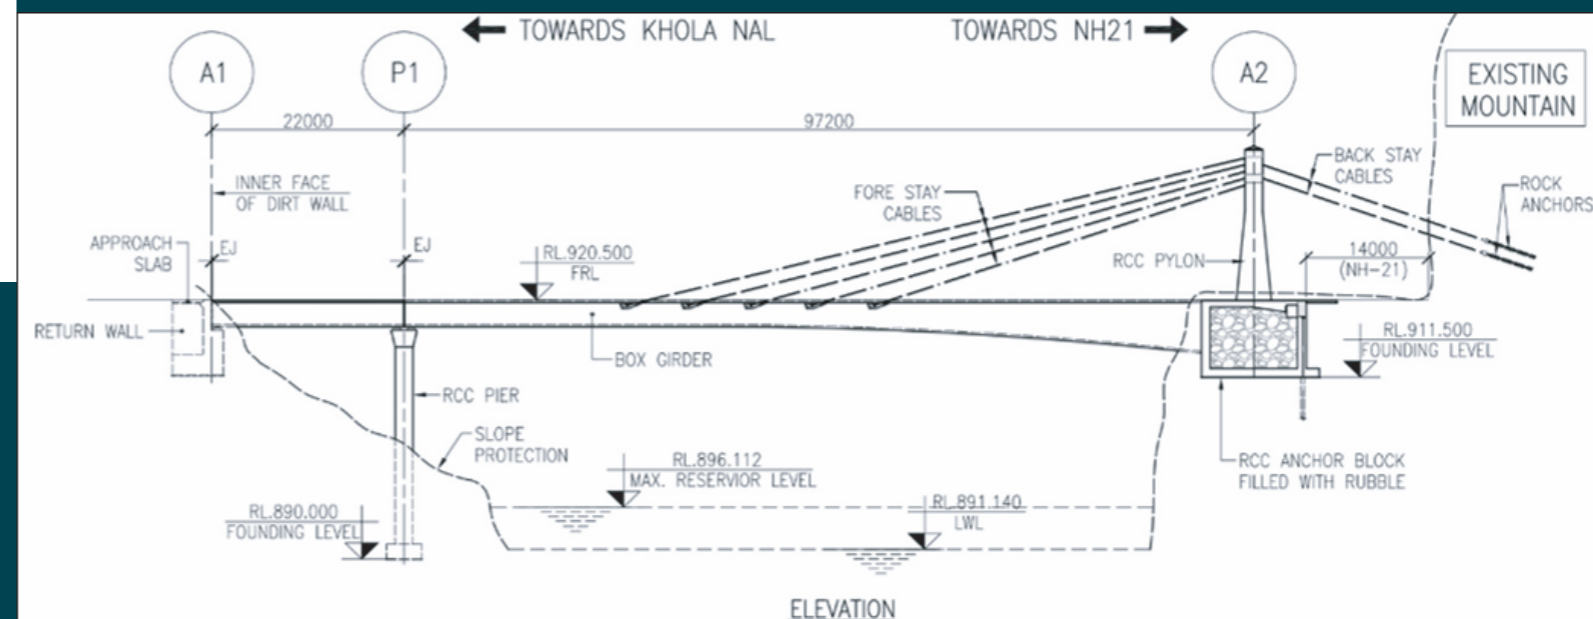 TOWARDS KHOLA NAL
TOWARDS NH21
A1
P1
A2
EXISTING
MOUNTAIN
22000
97200
INNER FACE
OF DIRT WALL
FORE STAY
CABLES
BACK STAY
CABLES
ROCK
ANCHORS
APPROACH
SLAB
EJ
EJ
RL.920.500
FRL
RCC PYLON
14000
(NH-21)
RETURN WALL
BOX GIRDER
RL.911.500
FOUNDING LEVEL
RCC PIER
SLOPE
PROTECTION
RL.896.112
MAX. RESERVIOR LEVEL
RCC ANCHOR BLOCK
FILLED WITH RUBBLE
RL.891.140
LWL
RL.890.000
FOUNDING LEVEL
ELEVATION